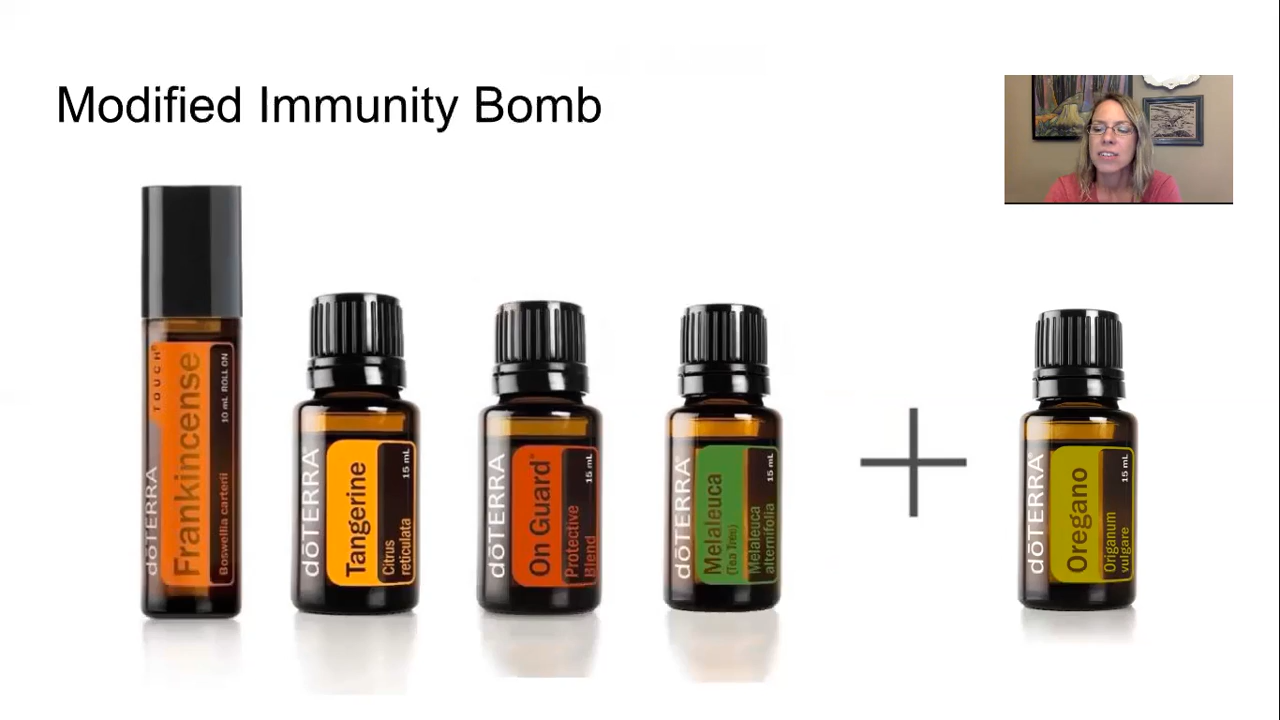 Modified Immunity Bomb
dōTERRA
TOUCH®
Frankincense
10 mL ROLL ON
Boswellia carterii
dōTERRA®
Tangerine
15 mL
Citrus
reticulata
dōTERRA®
On Guard®
15 mL
Protective
Blend
dōTERRA®
Melaleuca
(Tea Tree)
15 mL
Melaleuca
alternifolia
dōTERRA®
Oregano
15 mL
Origanum
vulgare